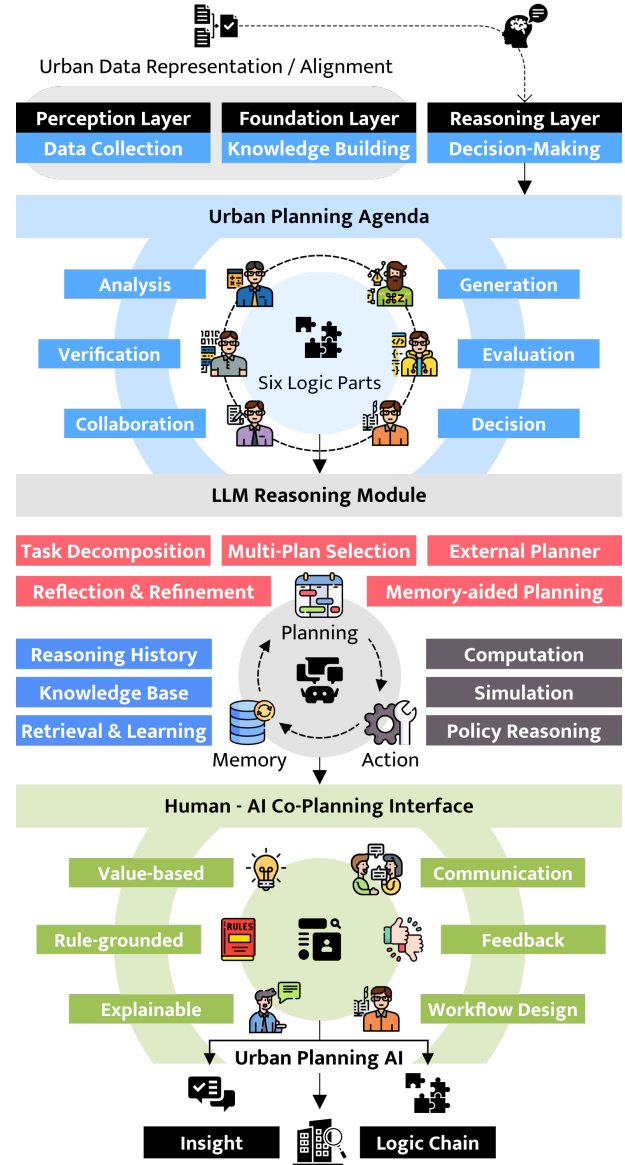 Urban Data Representation / Alignment
Perception Layer
Foundation Layer
Reasoning Layer
Data Collection
Knowledge Building
Decision-Making
Urban Planning Agenda
Analysis
Generation
Verification
Evaluation
Six Logic Parts
Collaboration
Decision
LLM Reasoning Module
Task Decomposition
Multi-Plan Selection
External Planner
Reflection & Refinement
Memory-aided Planning
Planning
Reasoning History
Computation
Knowledge Base
Simulation
Retrieval & Learning
Policy Reasoning
Memory
Action
Human - AI Co-Planning Interface
Value-based
Communication
RULES
Rule-grounded
Feedback
Explainable
Workflow Design
Urban Planning AI
Insight
Logic Chain